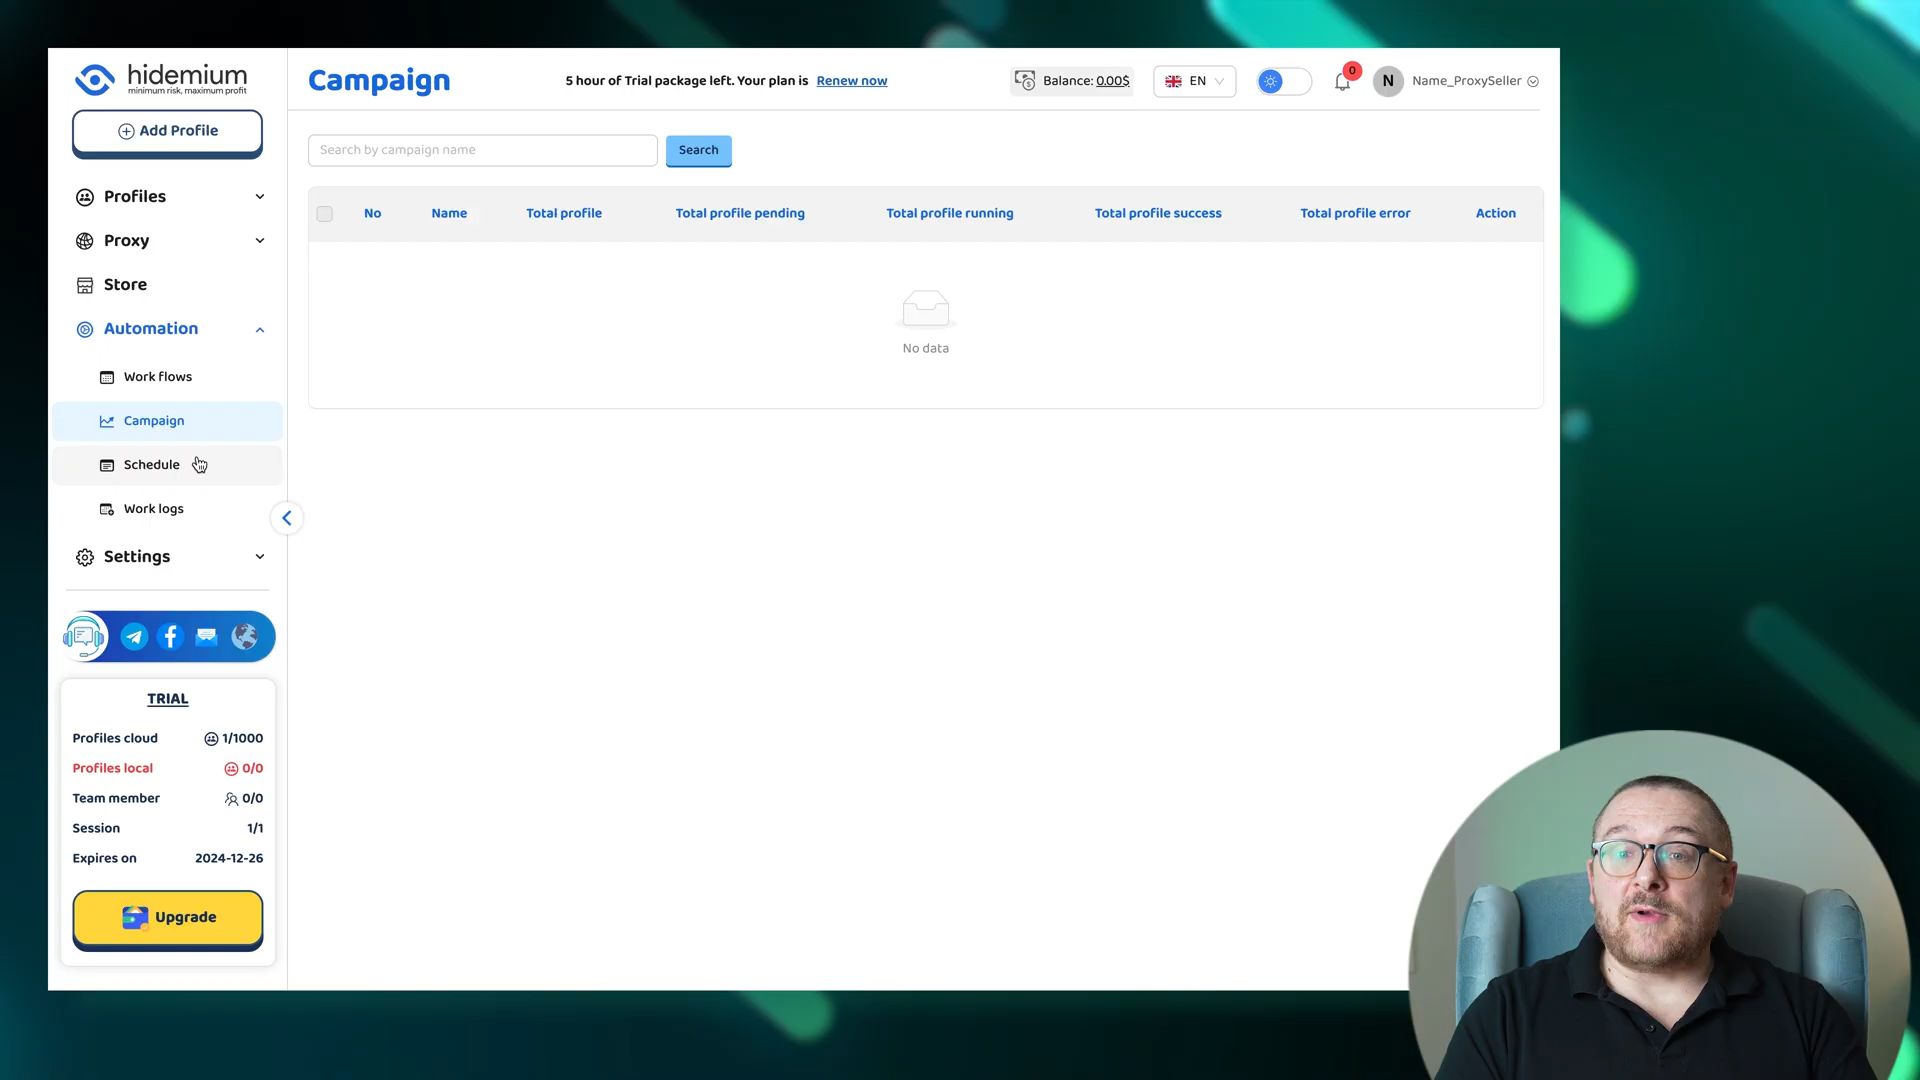 hidemium
minimum risk, maximum profit
Campaign
5 hour of Trial package left. Your plan is Renew now
Balance: 0.00$
EN
0
N
Name_ProxySeller
Add Profile
Search by campaign name
Search
Profiles
No
Name
Total profile
Total profile pending
Total profile running
Total profile success
Total profile error
Action
Proxy
Store
Automation
No data
Work flows
Campaign
Schedule
Work logs
Settings
TRIAL
Profiles cloud 1/1000
Profiles local 0/0
Team member 0/0
Session 1/1
Expires on 2024-12-26
Upgrade